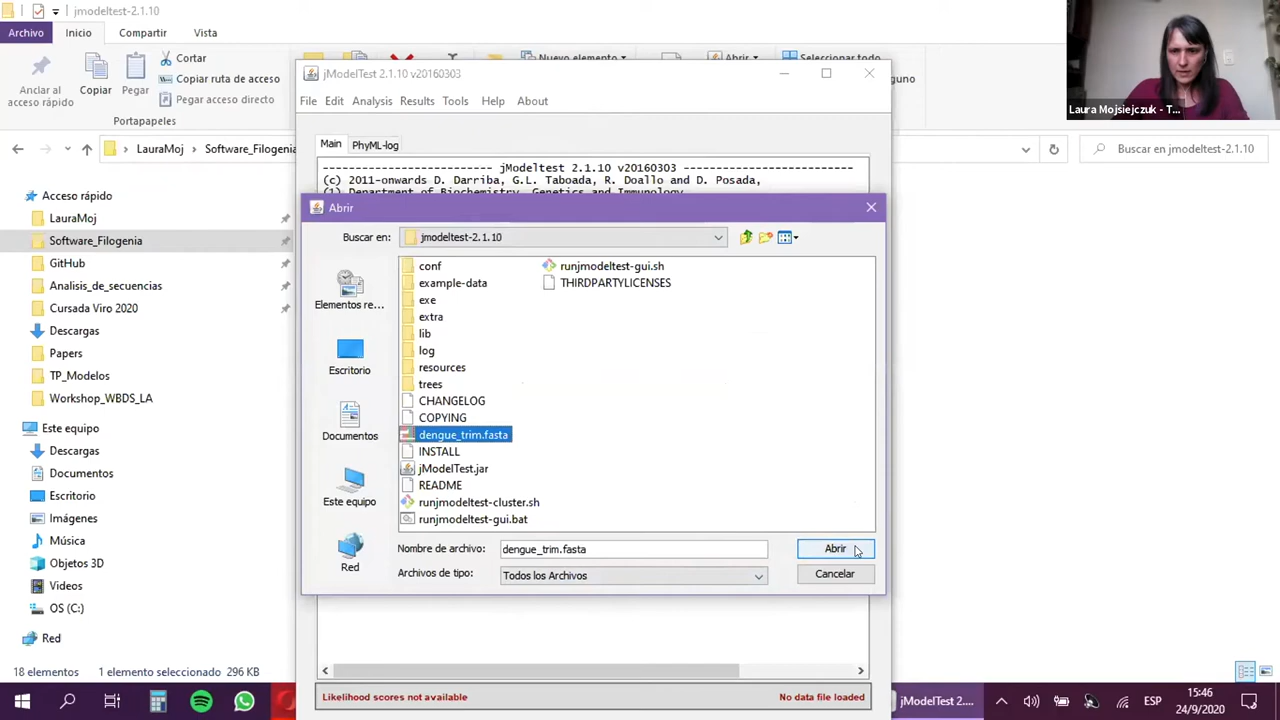 jmodeltest-2.1.10
Archivo
Inicio
Compartir
Vista
Anclar al
acceso rápido
Copiar
Pegar
Cortar
Copiar ruta de acceso
Pegar acceso directo
Portapapeles
Nuevo elemento
Abrir
Seleccionar todo
LauraMoj
Software_Filogenia
Buscar en jmodeltest-2.1.10
Laura Mojsiejczuk - T...
Acceso rápido
LauraMoj
Software_Filogenia
GitHub
Analisis_de_secuencias
Cursada Viro 2020
Descargas
Papers
TP_Modelos
Workshop_WBDS_LA
Este equipo
Descargas
Documentos
Escritorio
Imágenes
Música
Objetos 3D
Videos
OS (C:)
Red
18 elementos
1 elemento seleccionado 296 KB
jModelTest 2.1.10 v20160303
File Edit Analysis Results Tools Help About
Main
PhyML-log
---------------------------- jModeltest 2.1.10 v20160303 ----------------------------
(c) 2011-onwards D. Darriba, G.L. Taboada, R. Doallo and D. Posada,
(1) Department of Biochemistry, Genetics and Immunology
Abrir
Buscar en:
jmodeltest-2.1.10
Elementos re...
Escritorio
Documentos
Este equipo
Red
conf
example-data
exe
extra
lib
log
resources
trees
CHANGELOG
COPYING
dengue_trim.fasta
INSTALL
jModelTest.jar
README
runjmodeltest-cluster.sh
runjmodeltest-gui.bat
runjmodeltest-gui.sh
THIRDPARTYLICENSES
Nombre de archivo:
dengue_trim.fasta
Abrir
Archivos de tipo:
Todos los Archivos
Cancelar
Likelihood scores not available
No data file loaded
jModelTest 2....
ESP
15:46
24/9/2020